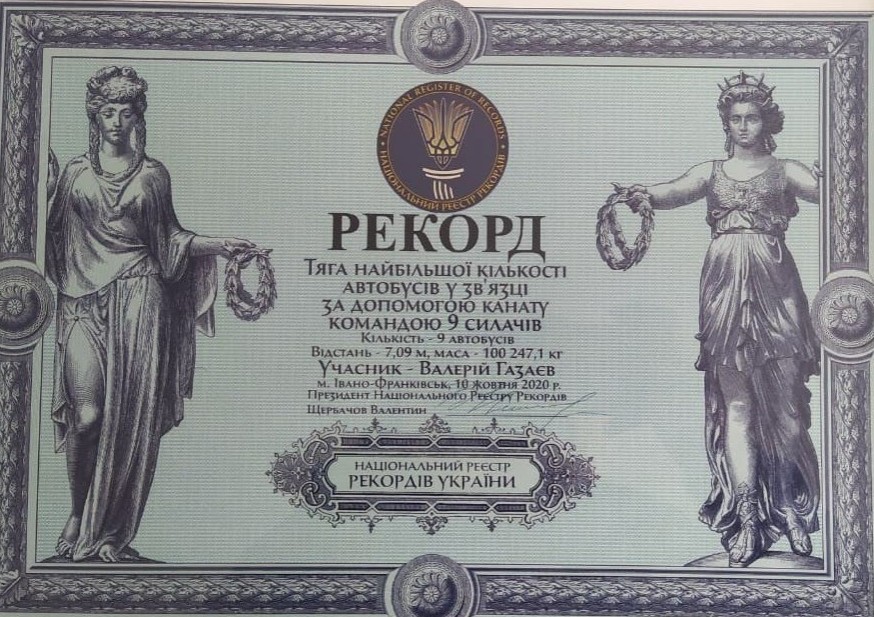 NATIONAL REGISTER OF RECORDS
НАЦІОНАЛЬНИЙ РЕЄСТР РЕКОРДІВ
РЕКОРД
Тяга найбільшої кількості
автобусів у зв'язці
за допомогою канату
командою 9 силачів
Кількість - 9 автобусів
Відстань - 7,09 м, маса - 100 247,1 кг
Учасник - Валерій Газаєв
м. Івано-Франківськ, 10 жовтня 2020 р.
Президент Національного Реєстру Рекордів
Щербачов Валентин
НАЦІОНАЛЬНИЙ РЕЄСТР
РЕКОРДІВ УКРАЇНИ